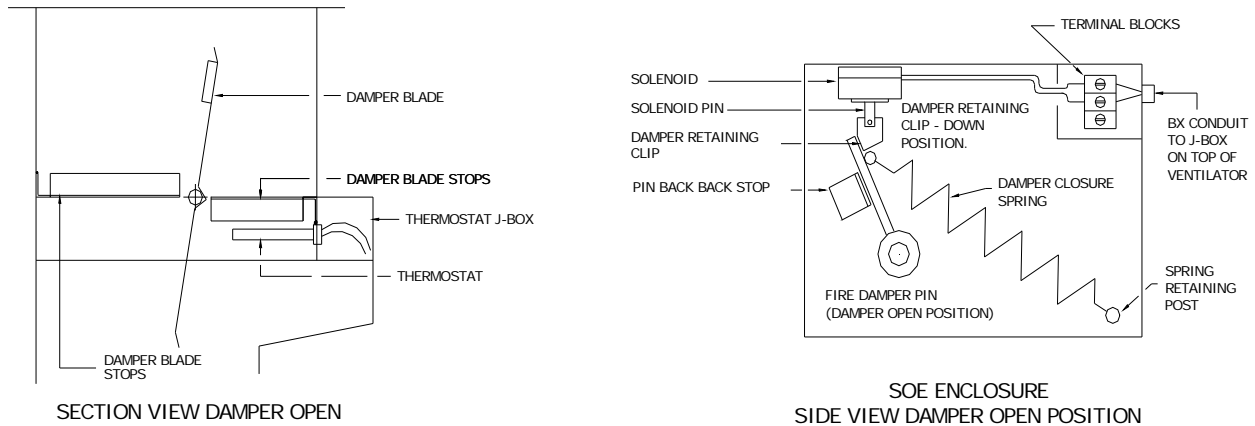 DAMPER BLADE
DAMPER BLADE STOPS
THERMOSTAT J-BOX
THERMOSTAT
DAMPER BLADE
STOPS
SECTION VIEW DAMPER OPEN
TERMINAL BLOCKS
SOLENOID
SOLENOID PIN
DAMPER RETAINING
CLIP
PIN BACK BACK STOP
DAMPER RETAINING
CLIP - DOWN
POSITION.
BX CONDUIT
TO J-BOX
ON TOP OF
VENTILATOR
DAMPER CLOSURE
SPRING
SPRING
RETAINING
POST
FIRE DAMPER PIN
(DAMPER OPEN POSITION)
SOE ENCLOSURE
SIDE VIEW DAMPER OPEN POSITION